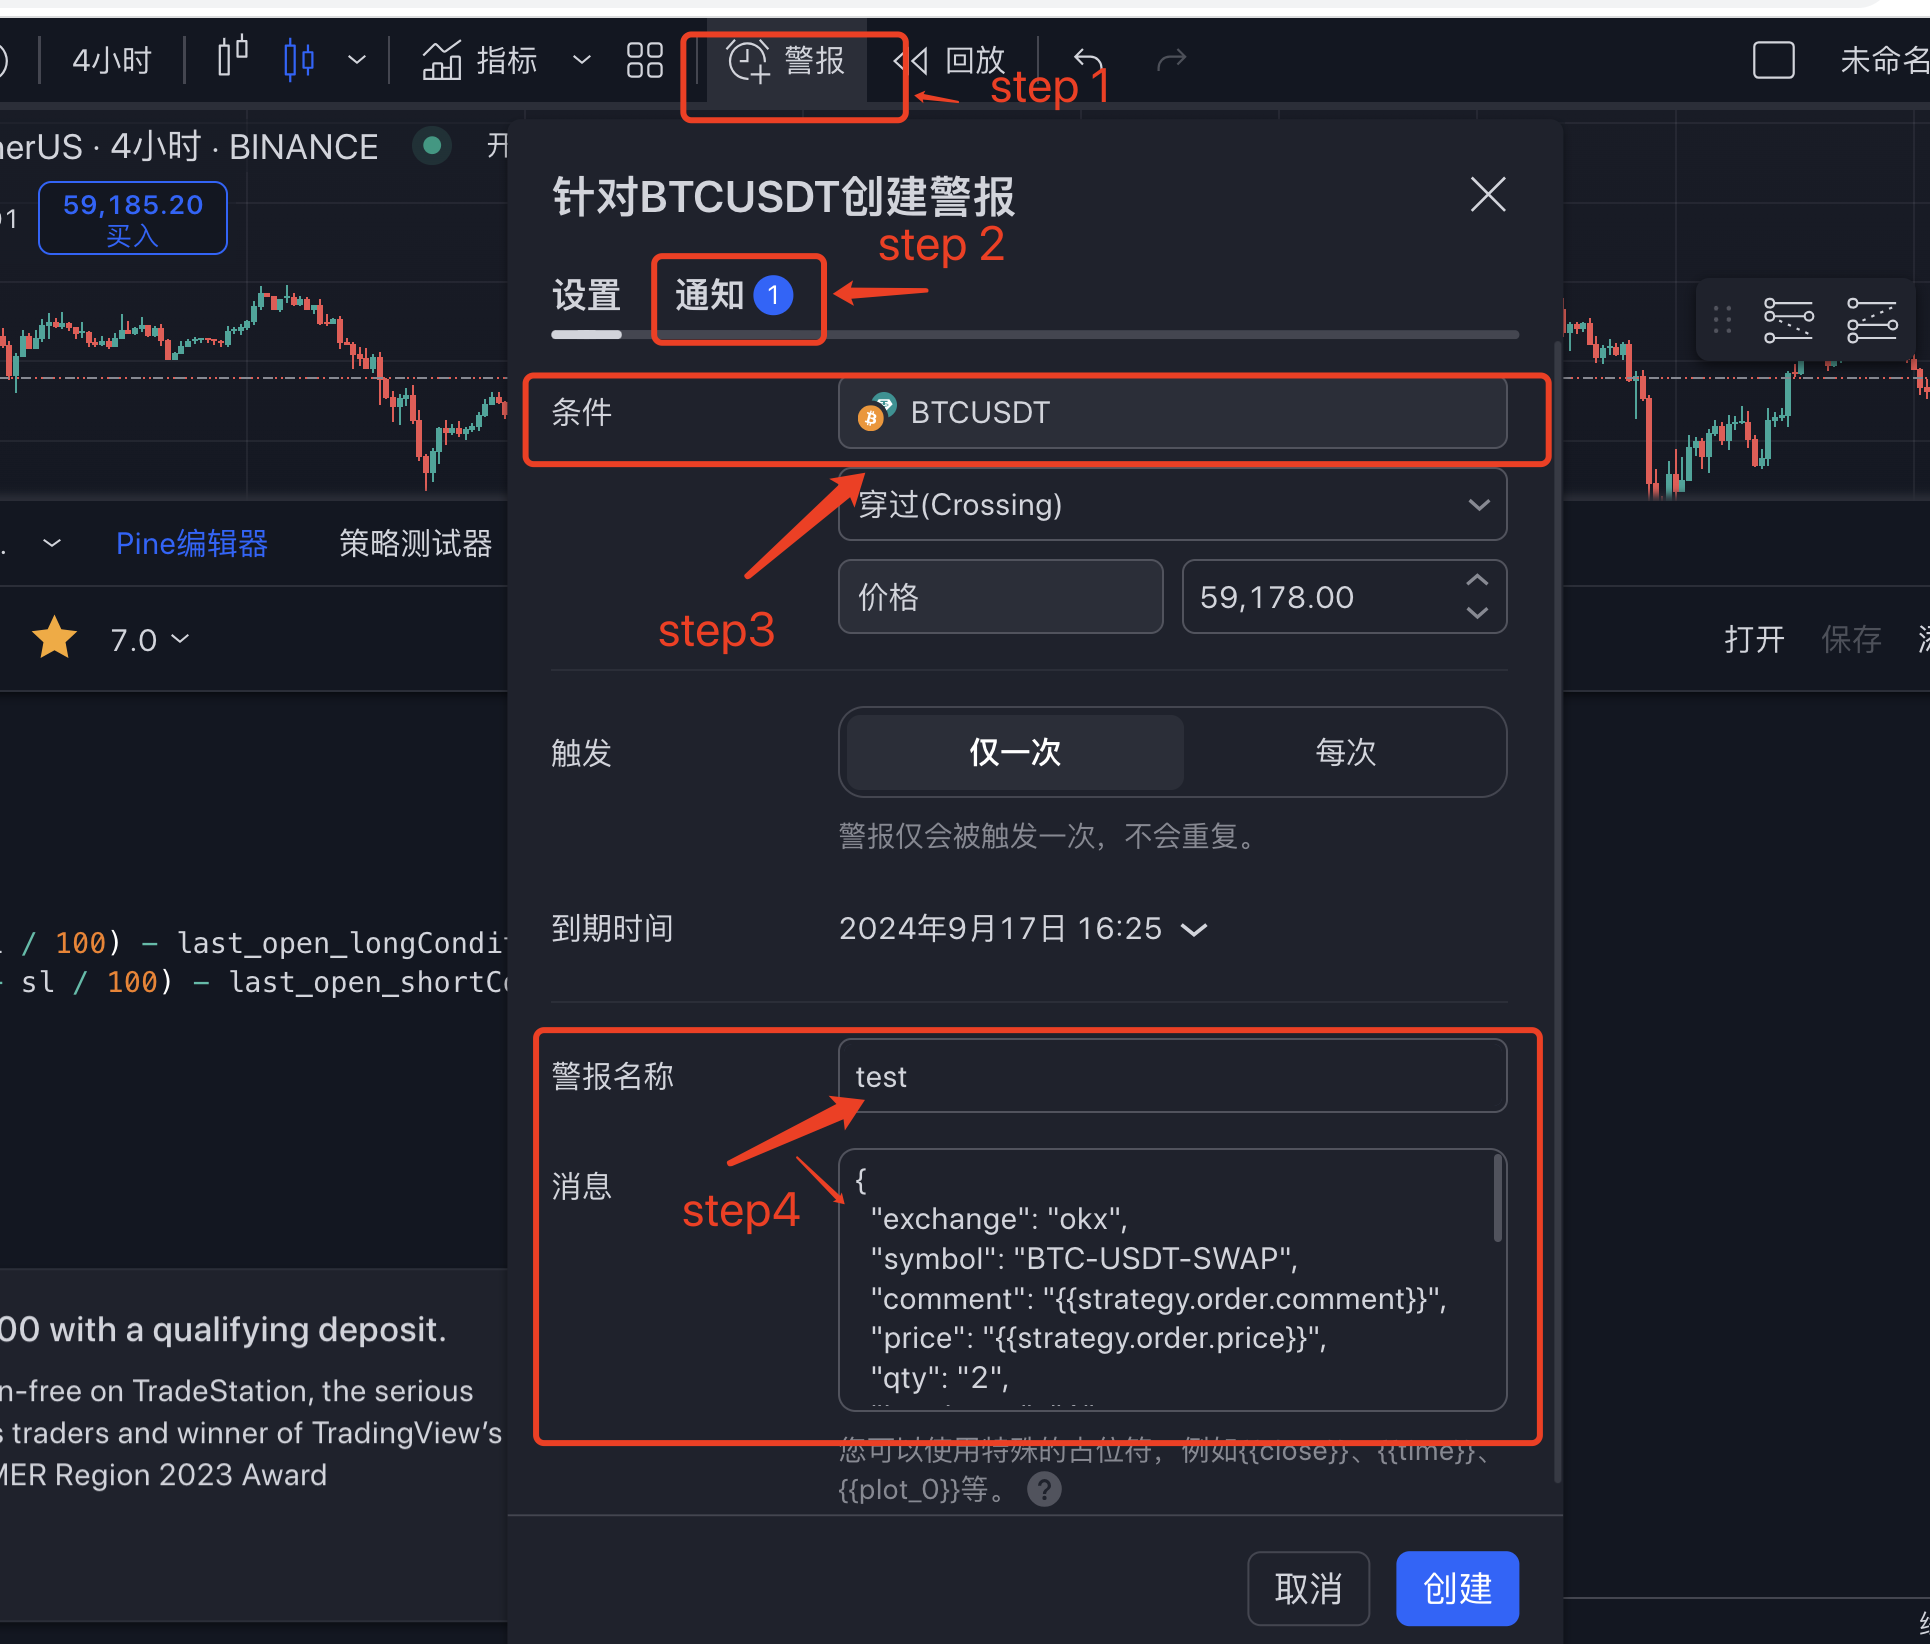 4小时
指标
警报
回放
未命名
step 1
erUS · 4小时 · BINANCE
59,185.20
买入
针对BTCUSDT创建警报
step 2
设置
通知 1
条件
BTCUSDT
穿过(Crossing)
价格
59,178.00
step3
Pine编辑器
策略测试器
7.0
打开
保存
触发
仅一次
每次
警报仅会被触发一次，不会重复。
到期时间
2024年9月17日 16:25
/ 100) - last_open_longCondi
sl / 100) - last_open_shortC
警报名称
test
消息
step4
{
"exchange": "okx",
"symbol": "BTC-USDT-SWAP",
"comment": "{{strategy.order.comment}}",
"price": "{{strategy.order.price}}",
"qty": "2",
您可以使用特殊的占位符，例如{{close}}、{{time}}、
{{plot_0}}等。
00 with a qualifying deposit.
n-free on TradeStation, the serious
s traders and winner of TradingView's
MER Region 2023 Award
取消
创建